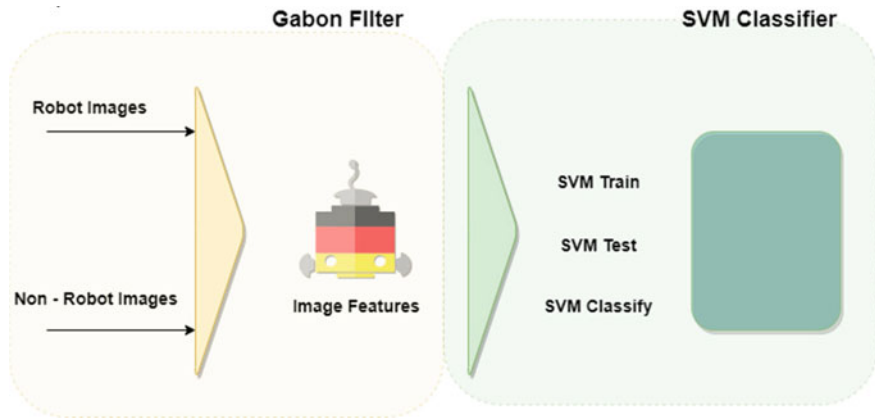 Gabon FIlter
SVM Classifier
Robot Images
Non - Robot Images
Image Features
SVM Train
SVM Test
SVM Classify